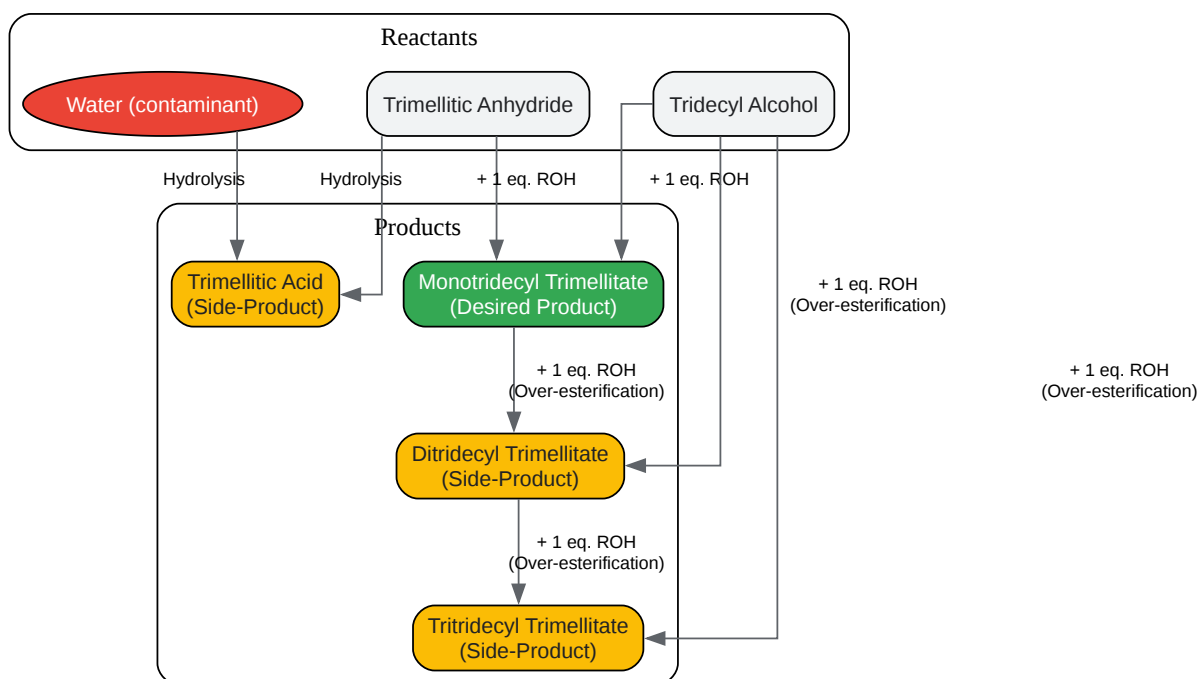 Reactants
Water (contaminant)
Trimellitic Anhydride
Tridecyl Alcohol
Hydrolysis
Hydrolysis
+ 1 eq. ROH
+ 1 eq. ROH
Products
Trimellitic Acid
(Side-Product)
Monotridecyl Trimellitate
(Desired Product)
+ 1 eq. ROH
(Over-esterification)
+ 1 eq. ROH
(Over-esterification)
+ 1 eq. ROH
(Over-esterification)
Ditridecyl Trimellitate
(Side-Product)
+ 1 eq. ROH
(Over-esterification)
Tritridecyl Trimellitate
(Side-Product)